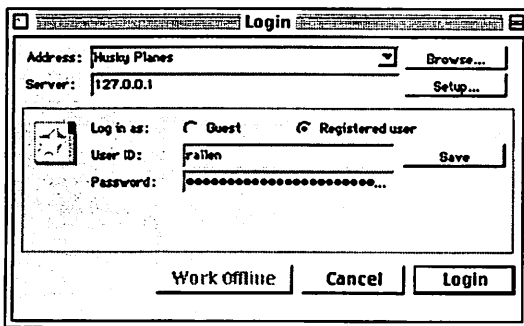 Login
Address: Husky Planes Browse...
Server: 127.0.0.1 Setup...
Log in as: Guest Registered user
User ID: rallen Save
Password: ●●●●●●●●●●●●●●●●●●●●●●●...
Work Offline Cancel Login